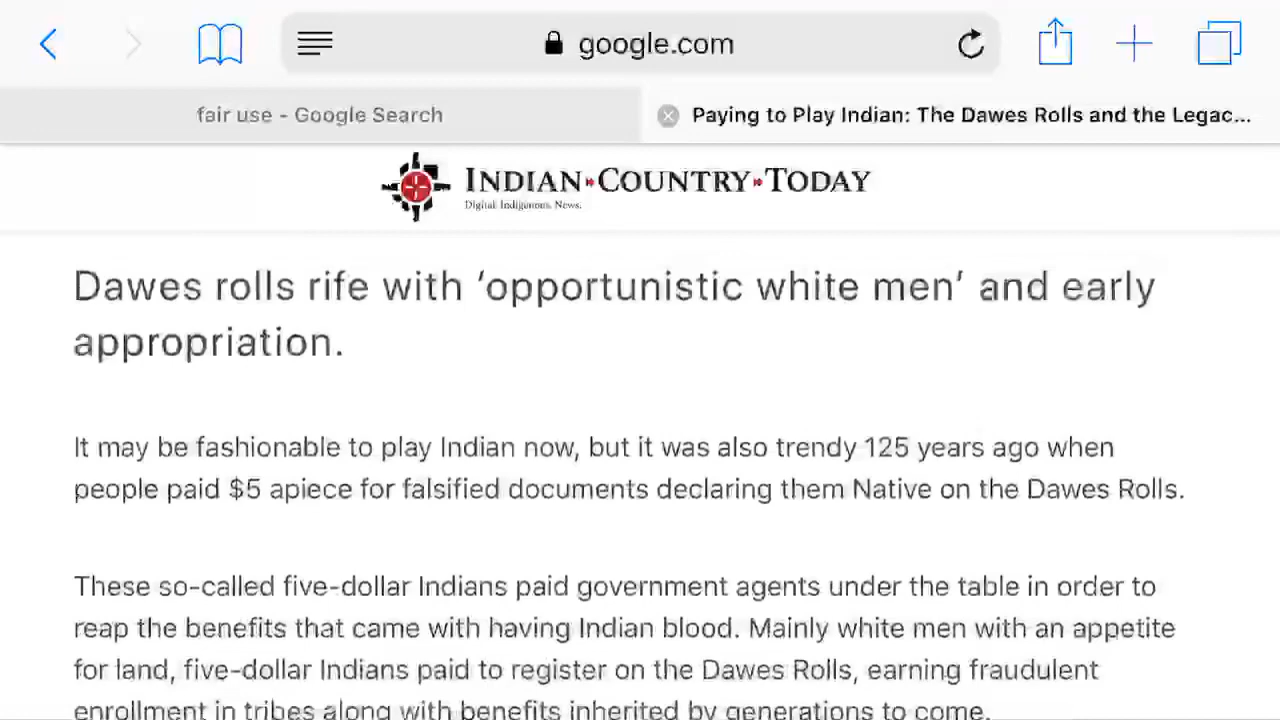 google.com
fair use - Google Search
Paying to Play Indian: The Dawes Rolls and the Legac...
INDIAN COUNTRY TODAY
Digital. Indigenous. News.
Dawes rolls rife with ‘opportunistic white men’ and early
appropriation.
It may be fashionable to play Indian now, but it was also trendy 125 years ago when
people paid $5 apiece for falsified documents declaring them Native on the Dawes Rolls.
These so-called five-dollar Indians paid government agents under the table in order to
reap the benefits that came with having Indian blood. Mainly white men with an appetite
for land, five-dollar Indians paid to register on the Dawes Rolls, earning fraudulent
enrollment in tribes along with benefits inherited by generations to come.